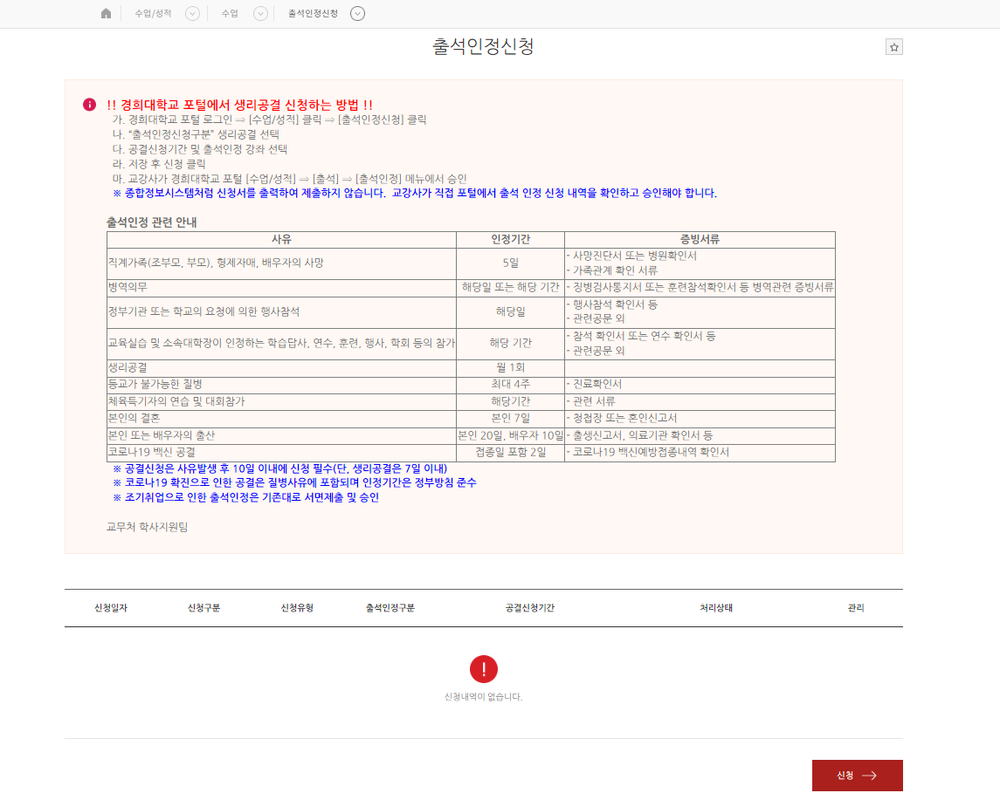 수업/성적 수업 출석인정신청
출석인정신청
!! 경희대학교 포털에서 생리공결 신청하는 방법 !!
가. 경희대학교 포털 로그인 ⇒ [수업/성적] 클릭 ⇒ [출석인정신청] 클릭
나. “출석인정신청구분” 생리공결 선택
다. 공결신청기간 및 출석인정 강좌 선택
라. 저장 후 신청 클릭
마. 교강사가 경희대학교 포털 [수업/성적] ⇒ [출석] ⇒ [출석인정] 메뉴에서 승인
※ 종합정보시스템처럼 신청서를 출력하여 제출하지 않습니다. 교강사가 직접 포털에서 출석 인정 신청 내역을 확인하고 승인해야 합니다.
출석인정 관련 안내
사유 인정기간 증빙서류
직계가족(조부모, 부모), 형제자매, 배우자의 사망 5일 - 사망진단서 또는 병원확인서
- 가족관계 확인 서류
병역의무 해당일 또는 해당 기간 - 징병검사통지서 또는 훈련참석확인서 등 병역관련 증빙서류
정부기관 또는 학교의 요청에 의한 행사참석 해당일 - 행사참석 확인서 등
- 관련공문 외
교육실습 및 소속대학장이 인정하는 학습답사, 연수, 훈련, 행사, 학회 등의 참가 해당 기간 - 참석 확인서 또는 연수 확인서 등
- 관련공문 외
생리공결 월 1회
등교가 불가능한 질병 최대 4주 - 진료확인서
체육특기자의 연습 및 대회참가 해당기간 - 관련 서류
본인의 결혼 본인 7일 - 청첩장 또는 혼인신고서
본인 또는 배우자의 출산 본인 20일, 배우자 10일 - 출생신고서, 의료기관 확인서 등
코로나19 백신 공결 접종일 포함 2일 - 코로나19 백신예방접종내역 확인서
※ 공결신청은 사유발생 후 10일 이내에 신청 필수(단, 생리공결은 7일 이내)
※ 코로나19 확진으로 인한 공결은 질병사유에 포함되며 인정기간은 정부방침 준수
※ 조기취업으로 인한 출석인정은 기존대로 서면제출 및 승인
교무처 학사지원팀
신청일자 신청구분 신청유형 출석인정구분 공결신청기간 처리상태 관리
신청내역이 없습니다.
신청